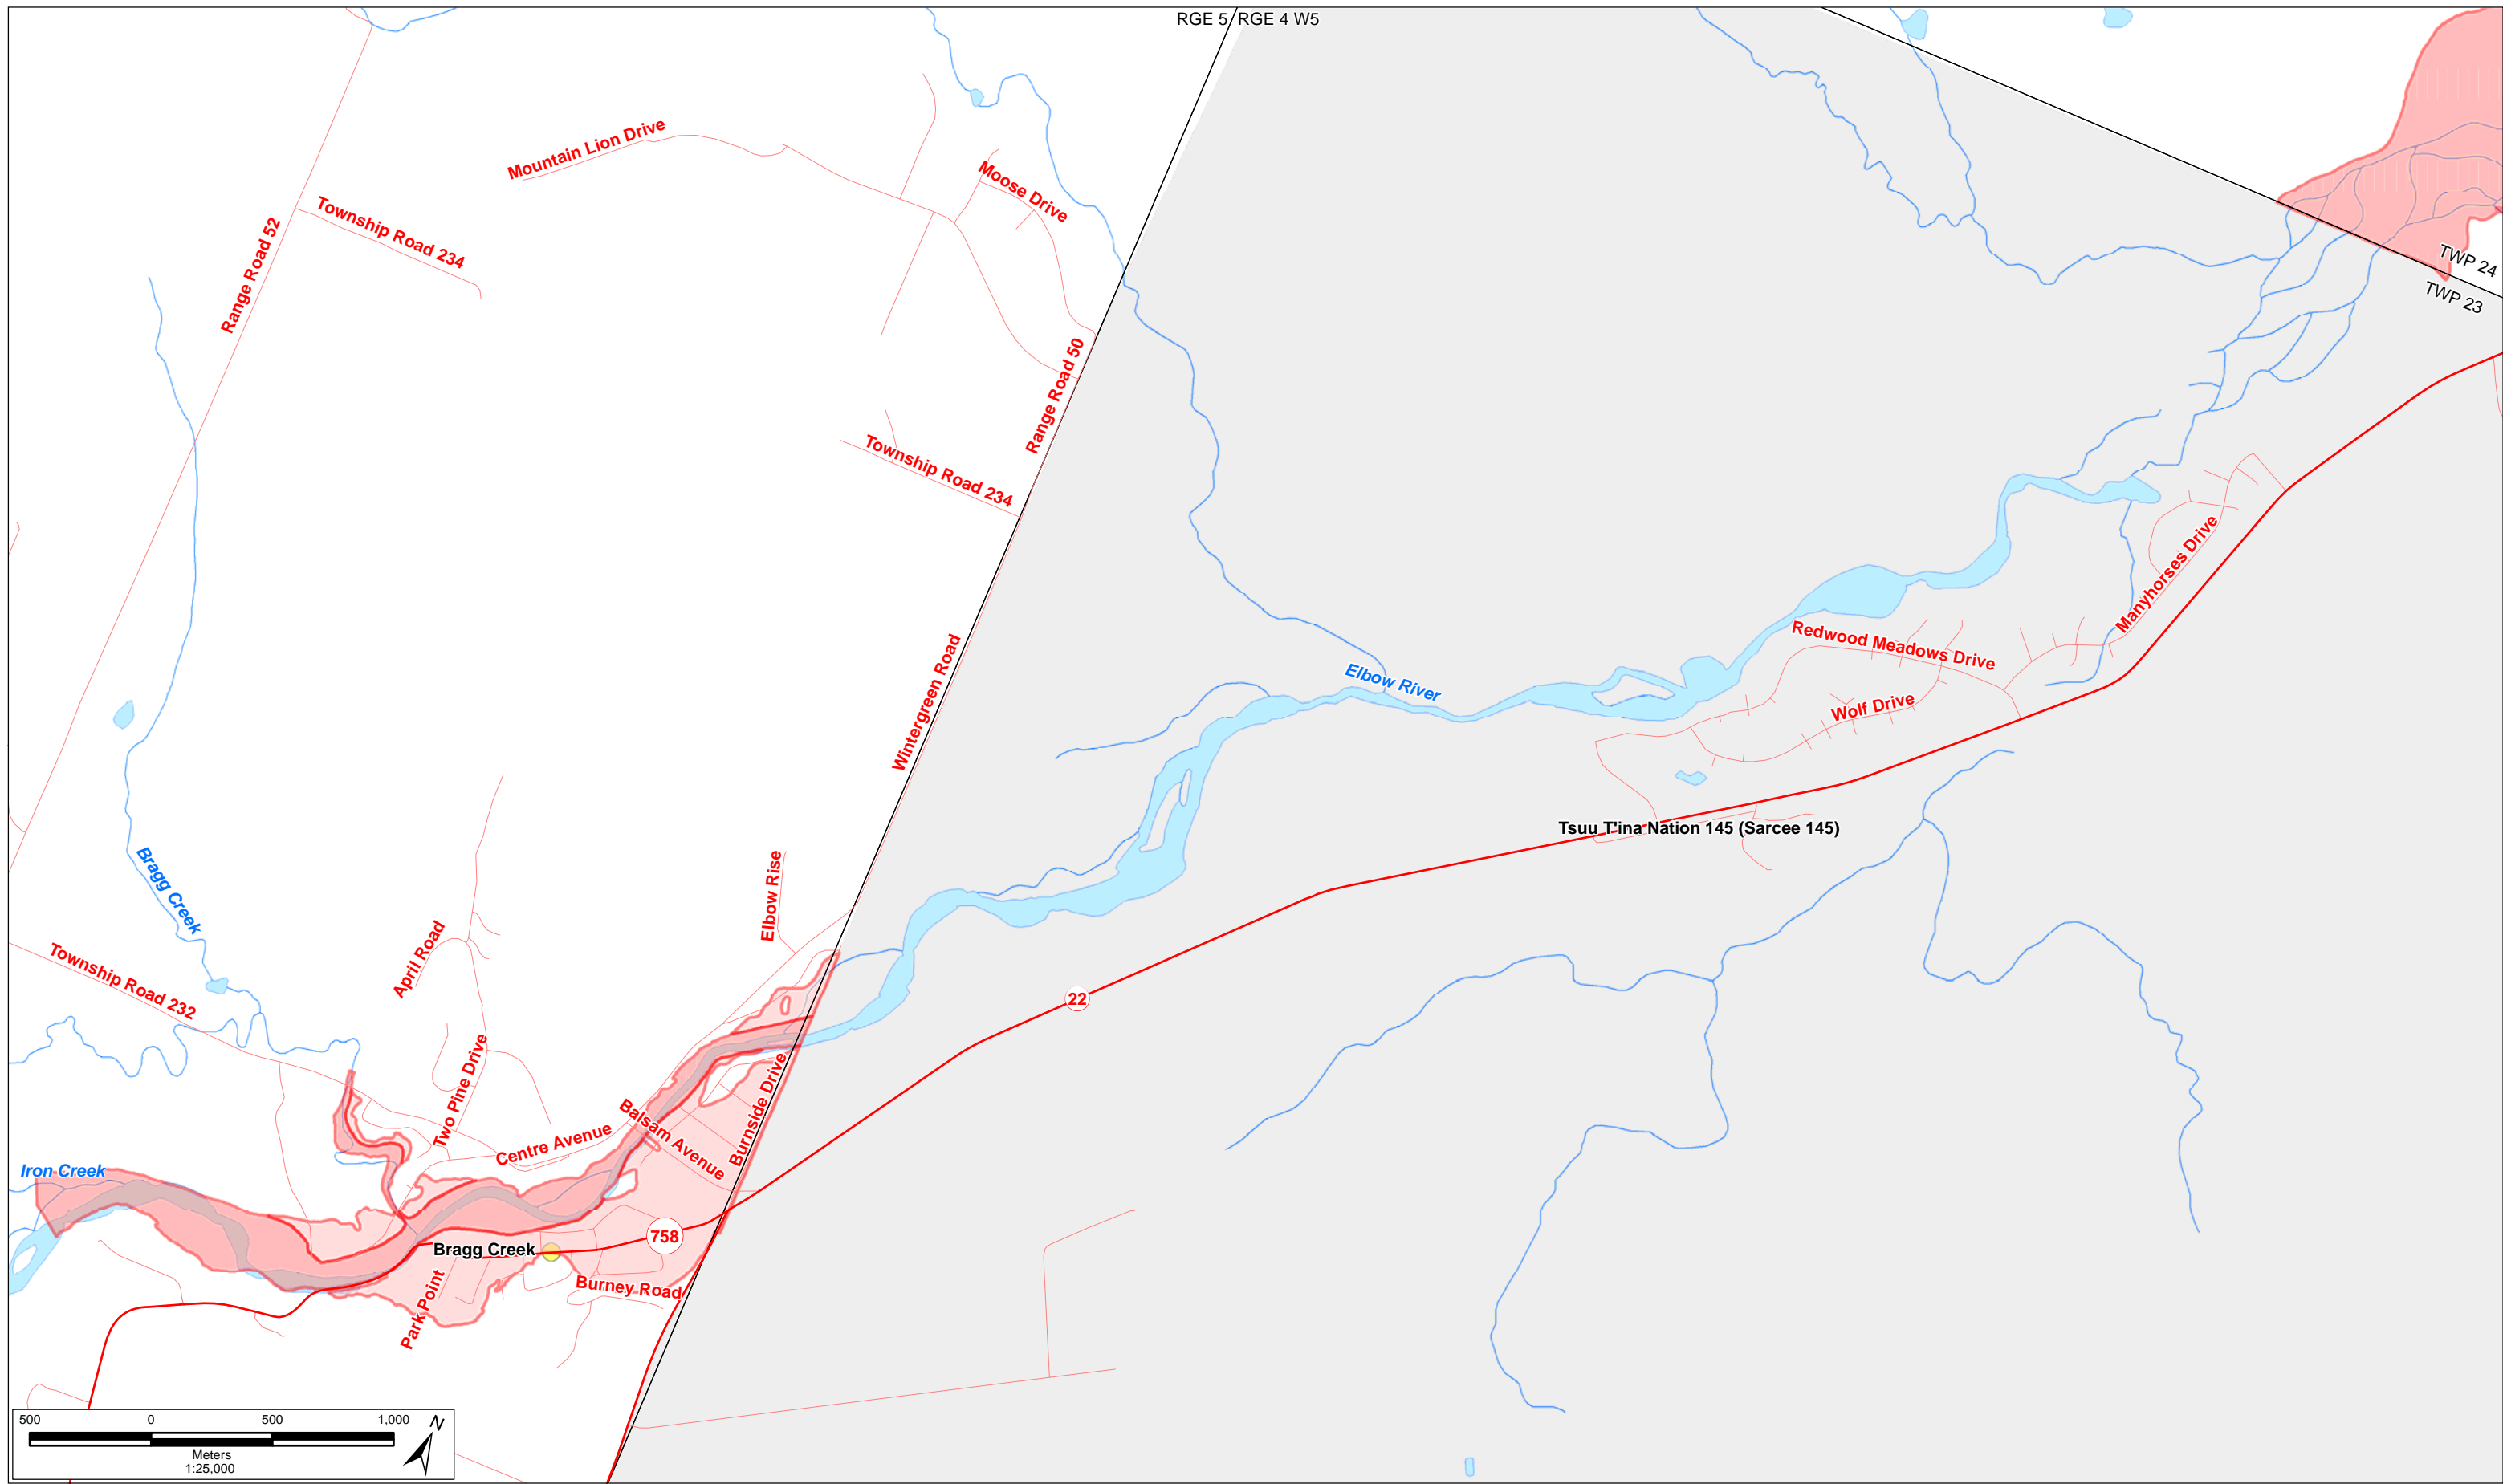 RGE 5 RGE 4 W5
Mountain Lion Drive
Moose Drive
Township Road 234
Range Road 52
TWP 24
TWP 23
Range Road 50
Township Road 234
Manyhorses Drive
Redwood Meadows Drive
Elbow River
Wolf Drive
Wintergreen Road
Tsuu T'ina Nation 145 (Sarcee 145)
Bragg Creek
Elbow Rise
April Road
Township Road 232
22
Two Pine Drive
Balsam Avenue
Burnside Drive
Centre Avenue
Iron Creek
758
Bragg Creek
Burney Road
Park Point
500 0 500 1,000 N
Meters
1:25,000